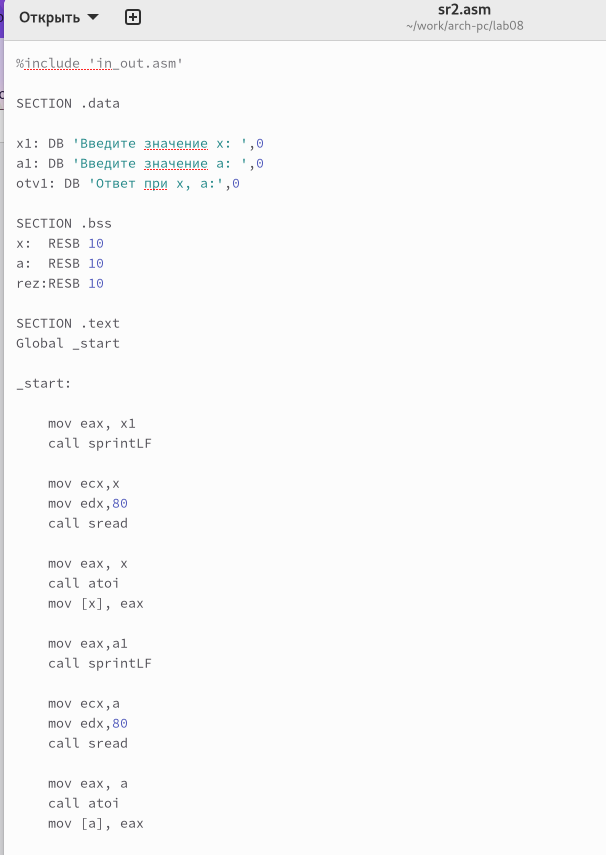 Открыть
sr2.asm
~/work/arch-pc/lab08
%include 'in_out.asm'
SECTION .data
x1: DB 'Введите значение x: ',0
a1: DB 'Введите значение a: ',0
otv1: DB 'Ответ при x, a:',0
SECTION .bss
x:  RESB 10
a:  RESB 10
rez:RESB 10
SECTION .text
Global _start
_start:
    mov eax, x1
    call sprintLF
    mov ecx,x
    mov edx,80
    call sread
    mov eax, x
    call atoi
    mov [x], eax
    mov eax,a1
    call sprintLF
    mov ecx,a
    mov edx,80
    call sread
    mov eax, a
    call atoi
    mov [a], eax